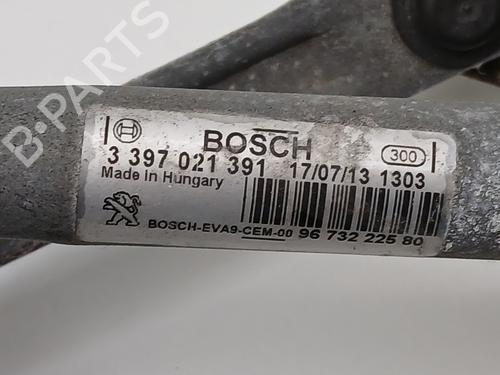 B-PARTS
BOSCH
300
3 397 021 391 17/07/13 1303
Made In Hungary
BOSCH-EVA9-CEM-00 96 732 225 80